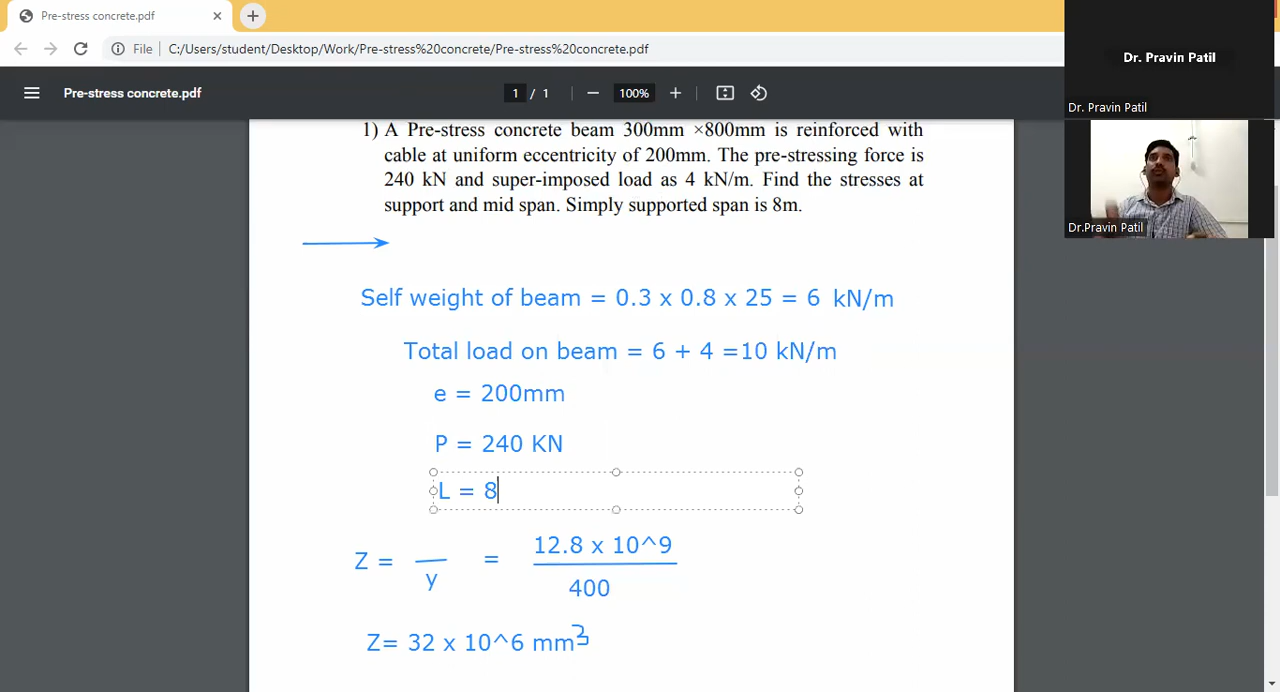 Pre-stress concrete.pdf
File
C:/Users/student/Desktop/Work/Pre-stress%20concrete/Pre-stress%20concrete.pdf
Pre-stress concrete.pdf
1 / 1
100%
Dr. Pravin Patil
Dr. Pravin Patil
Dr.Pravin Patil
1) A Pre-stress concrete beam 300mm ×800mm is reinforced with
cable at uniform eccentricity of 200mm. The pre-stressing force is
240 kN and super-imposed load as 4 kN/m. Find the stresses at
support and mid span. Simply supported span is 8m.
Self weight of beam = 0.3 x 0.8 x 25 = 6 kN/m
Total load on beam = 6 + 4 =10 kN/m
e = 200mm
P = 240 KN
L = 8
12.8 x 10^9
Z = =
y 400
Z= 32 x 10^6 mm3